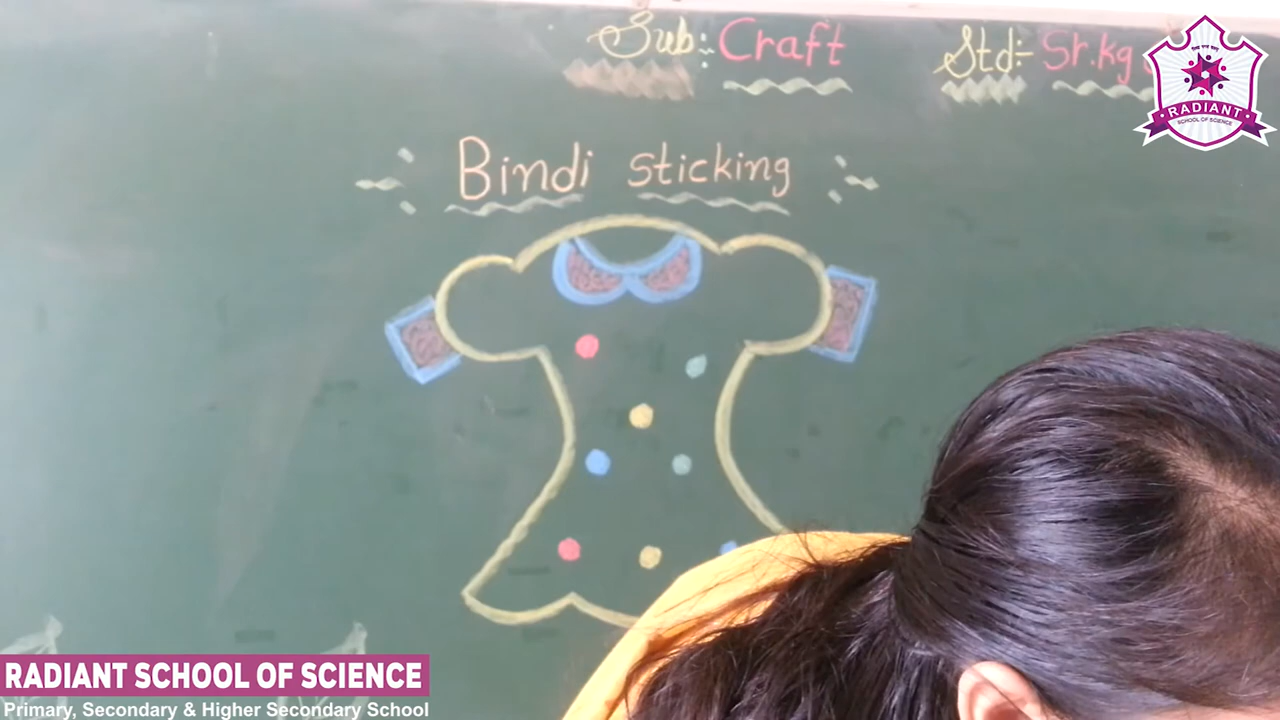 Sub:- Craft Std:- Sr.kg
Bindi sticking
RADIANT
SCHOOL OF SCIENCE
RADIANT SCHOOL OF SCIENCE
Primary, Secondary & Higher Secondary School